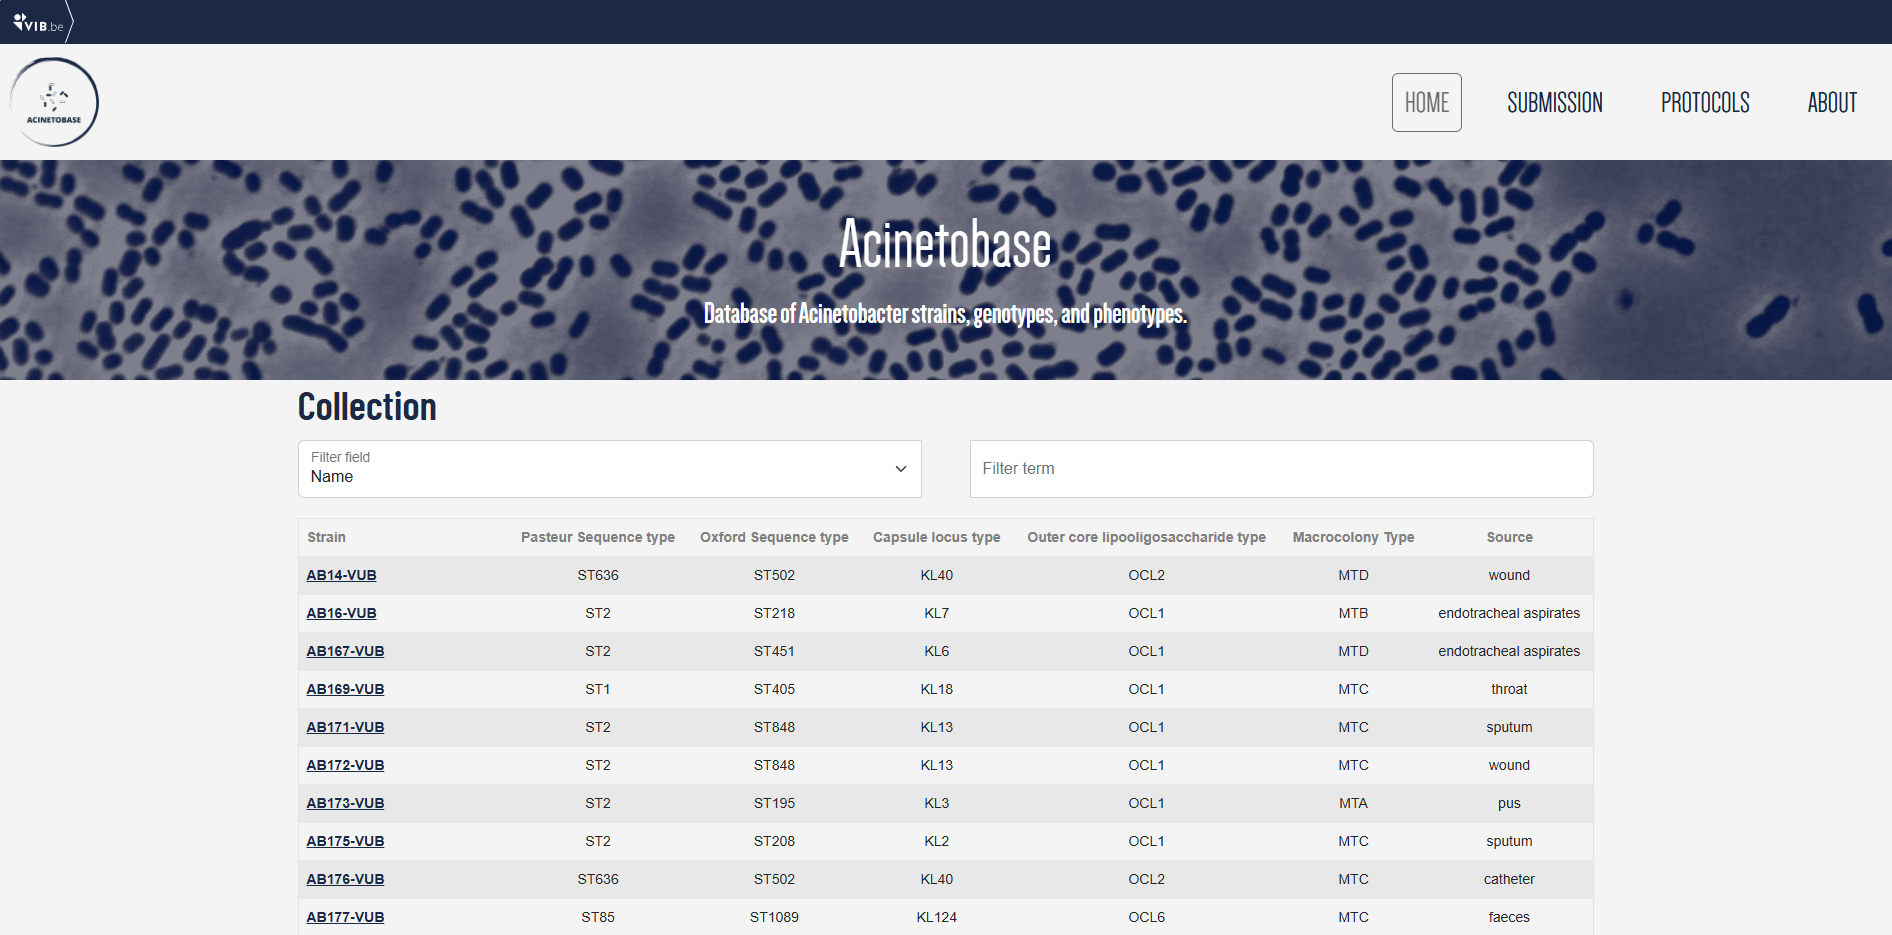 VIB.be
ACINETOBASE
HOME SUBMISSION PROTOCOLS ABOUT
Acinetobase
Database of Acinetobacter strains, genotypes, and phenotypes.
Collection
Filter field
Name
Filter term
Strain Pasteur Sequence type Oxford Sequence type Capsule locus type Outer core lipooligosaccharide type Macrocolony Type Source
AB14-VUB ST636 ST502 KL40 OCL2 MTD wound
AB16-VUB ST2 ST218 KL7 OCL1 MTB endotracheal aspirates
AB167-VUB ST2 ST451 KL6 OCL1 MTD endotracheal aspirates
AB169-VUB ST1 ST405 KL18 OCL1 MTC throat
AB171-VUB ST2 ST848 KL13 OCL1 MTC sputum
AB172-VUB ST2 ST848 KL13 OCL1 MTC wound
AB173-VUB ST2 ST195 KL3 OCL1 MTA pus
AB175-VUB ST2 ST208 KL2 OCL1 MTC sputum
AB176-VUB ST636 ST502 KL40 OCL2 MTC catheter
AB177-VUB ST85 ST1089 KL124 OCL6 MTC faeces